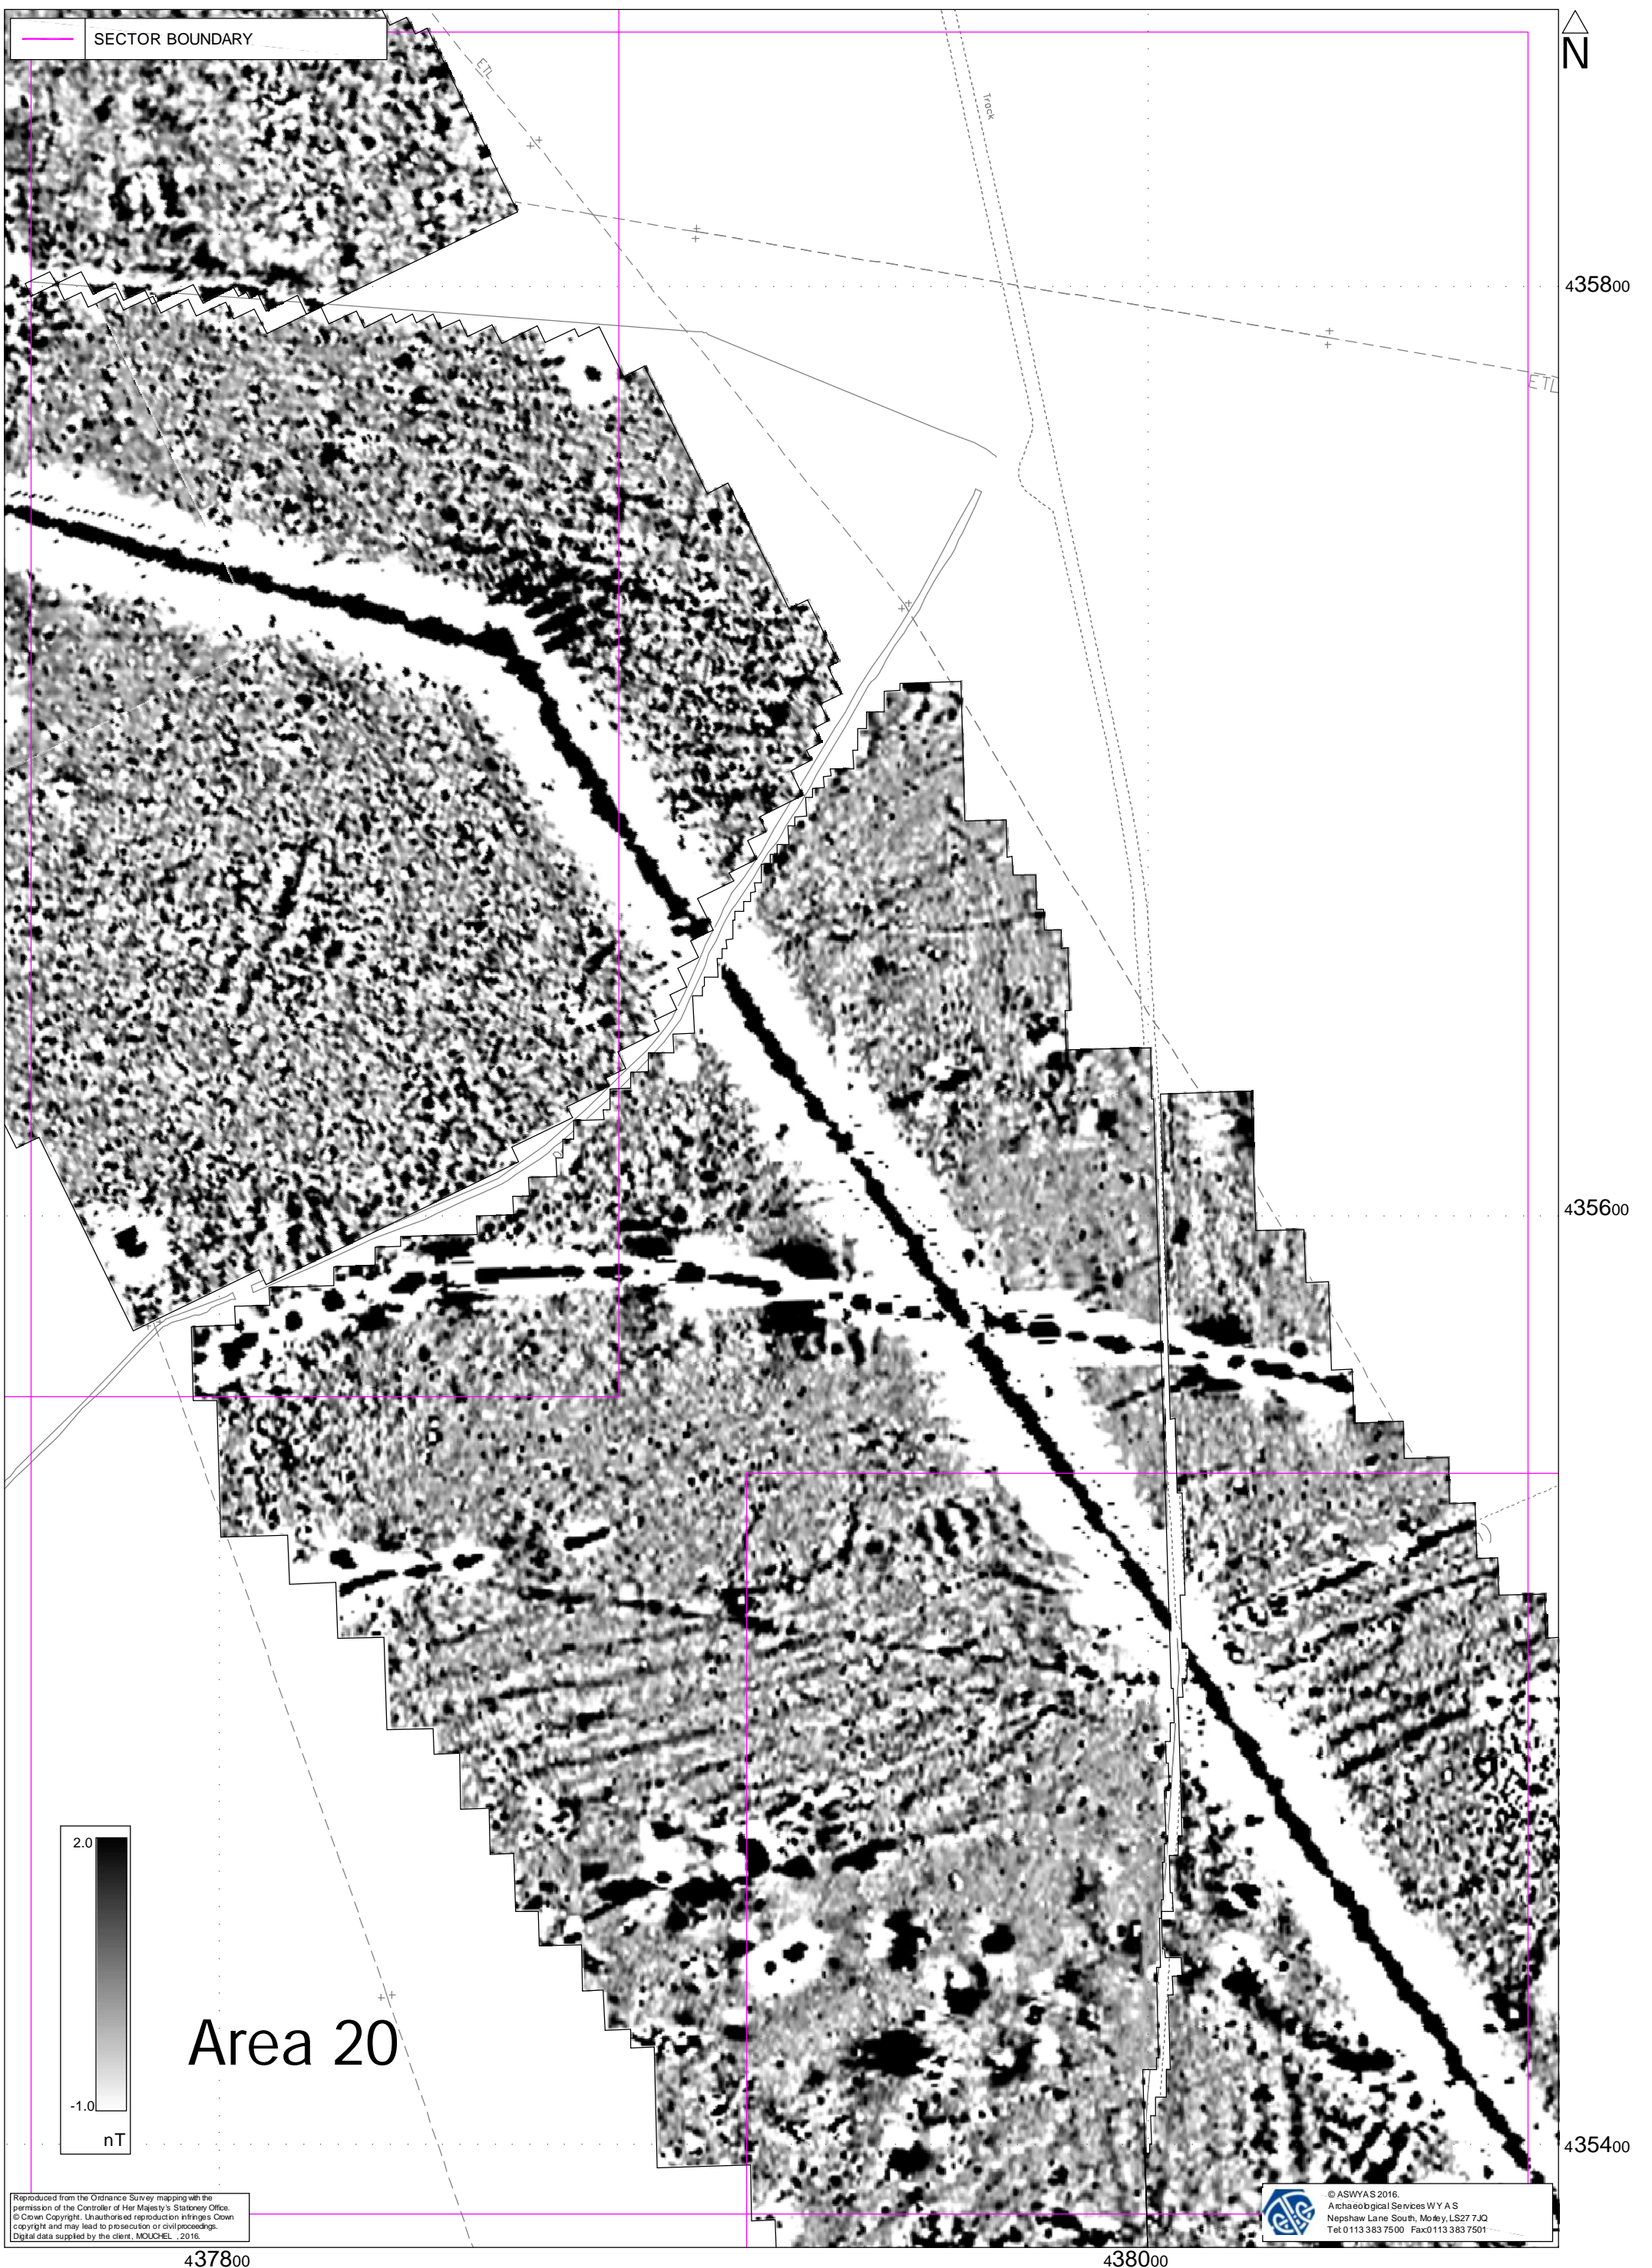 SECTOR BOUNDARY
N
ETL
Track
435800
ETL
435600
2.0
-1.0
nT
Area 20
435400
Reproduced from the Ordnance Survey mapping with the
permission of the Controller of Her Majesty's Stationery Office.
© Crown Copyright. Unauthorised reproduction infringes Crown
copyright and may lead to prosecution or civil proceedings.
Digital data supplied by the client, MOUCHEL , 2016.
© ASWYAS 2016.
Archaeological Services W Y A S
Nepshaw Lane South, Morley, LS27 7JQ
Tel: 0113 383 7500 Fax:0113 383 7501
437800
438000